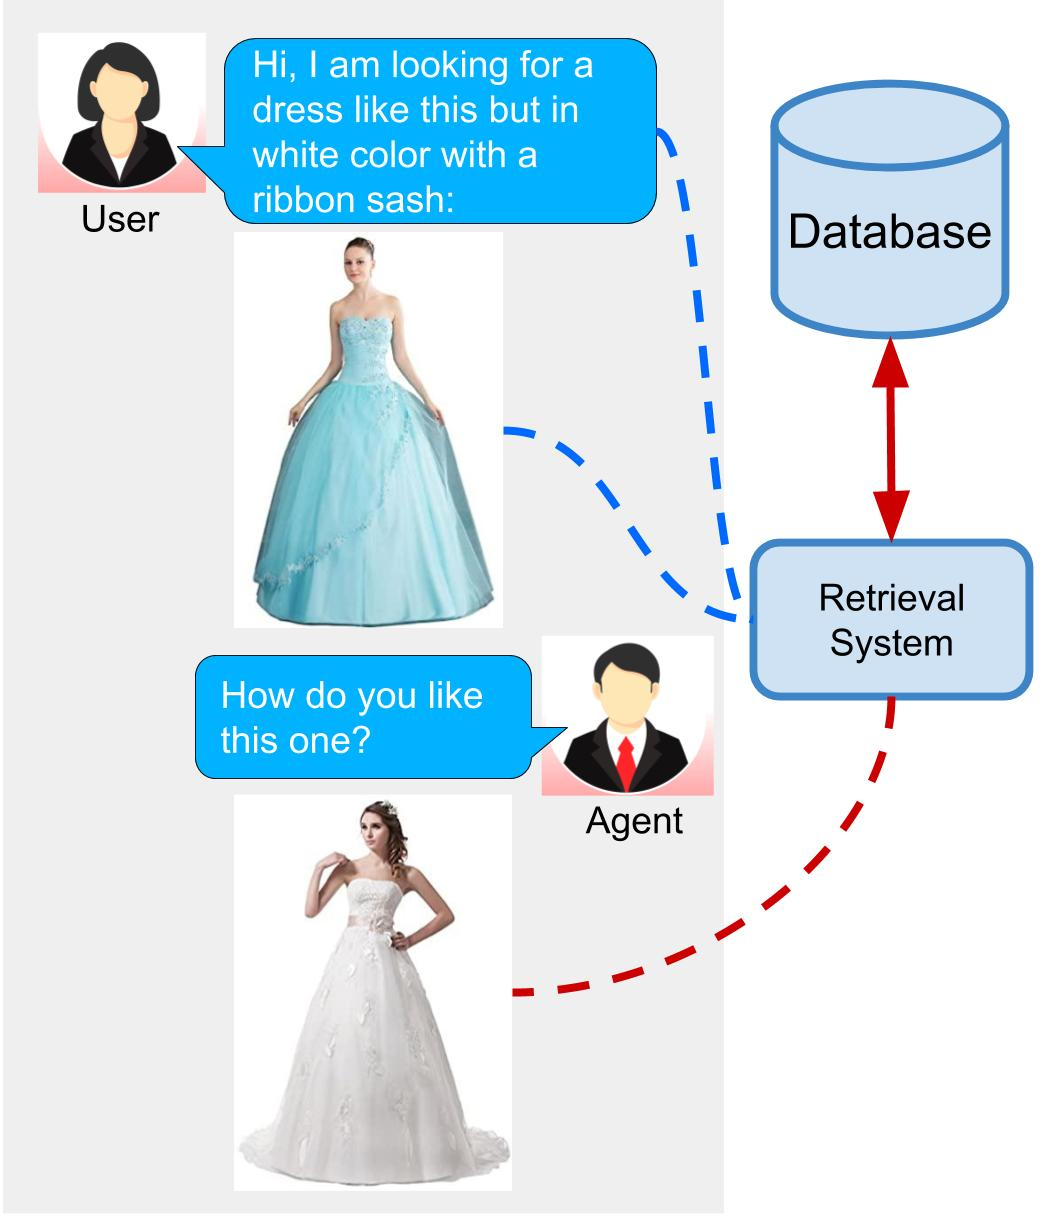 Hi, I am looking for a
dress like this but in
white color with a
ribbon sash:
User
Database
Retrieval
System
How do you like
this one?
Agent